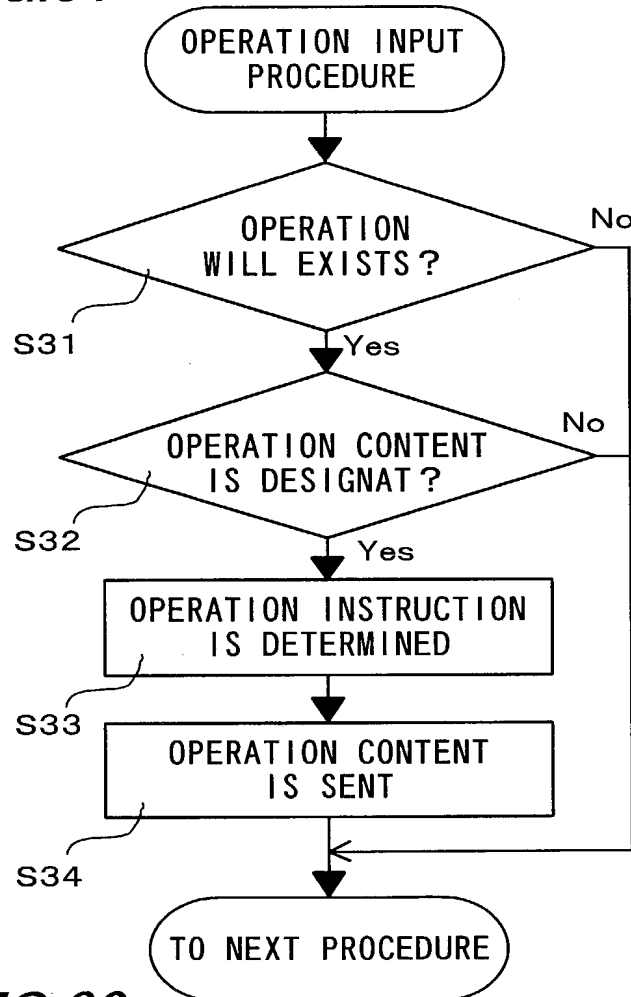 OPERATION INPUT
PROCEDURE
OPERATION
WILL EXISTS?
No
S31
Yes
OPERATION CONTENT
IS DESIGNAT?
No
S32
Yes
OPERATION INSTRUCTION
IS DETERMINED
S33
OPERATION CONTENT
IS SENT
S34
TO NEXT PROCEDURE